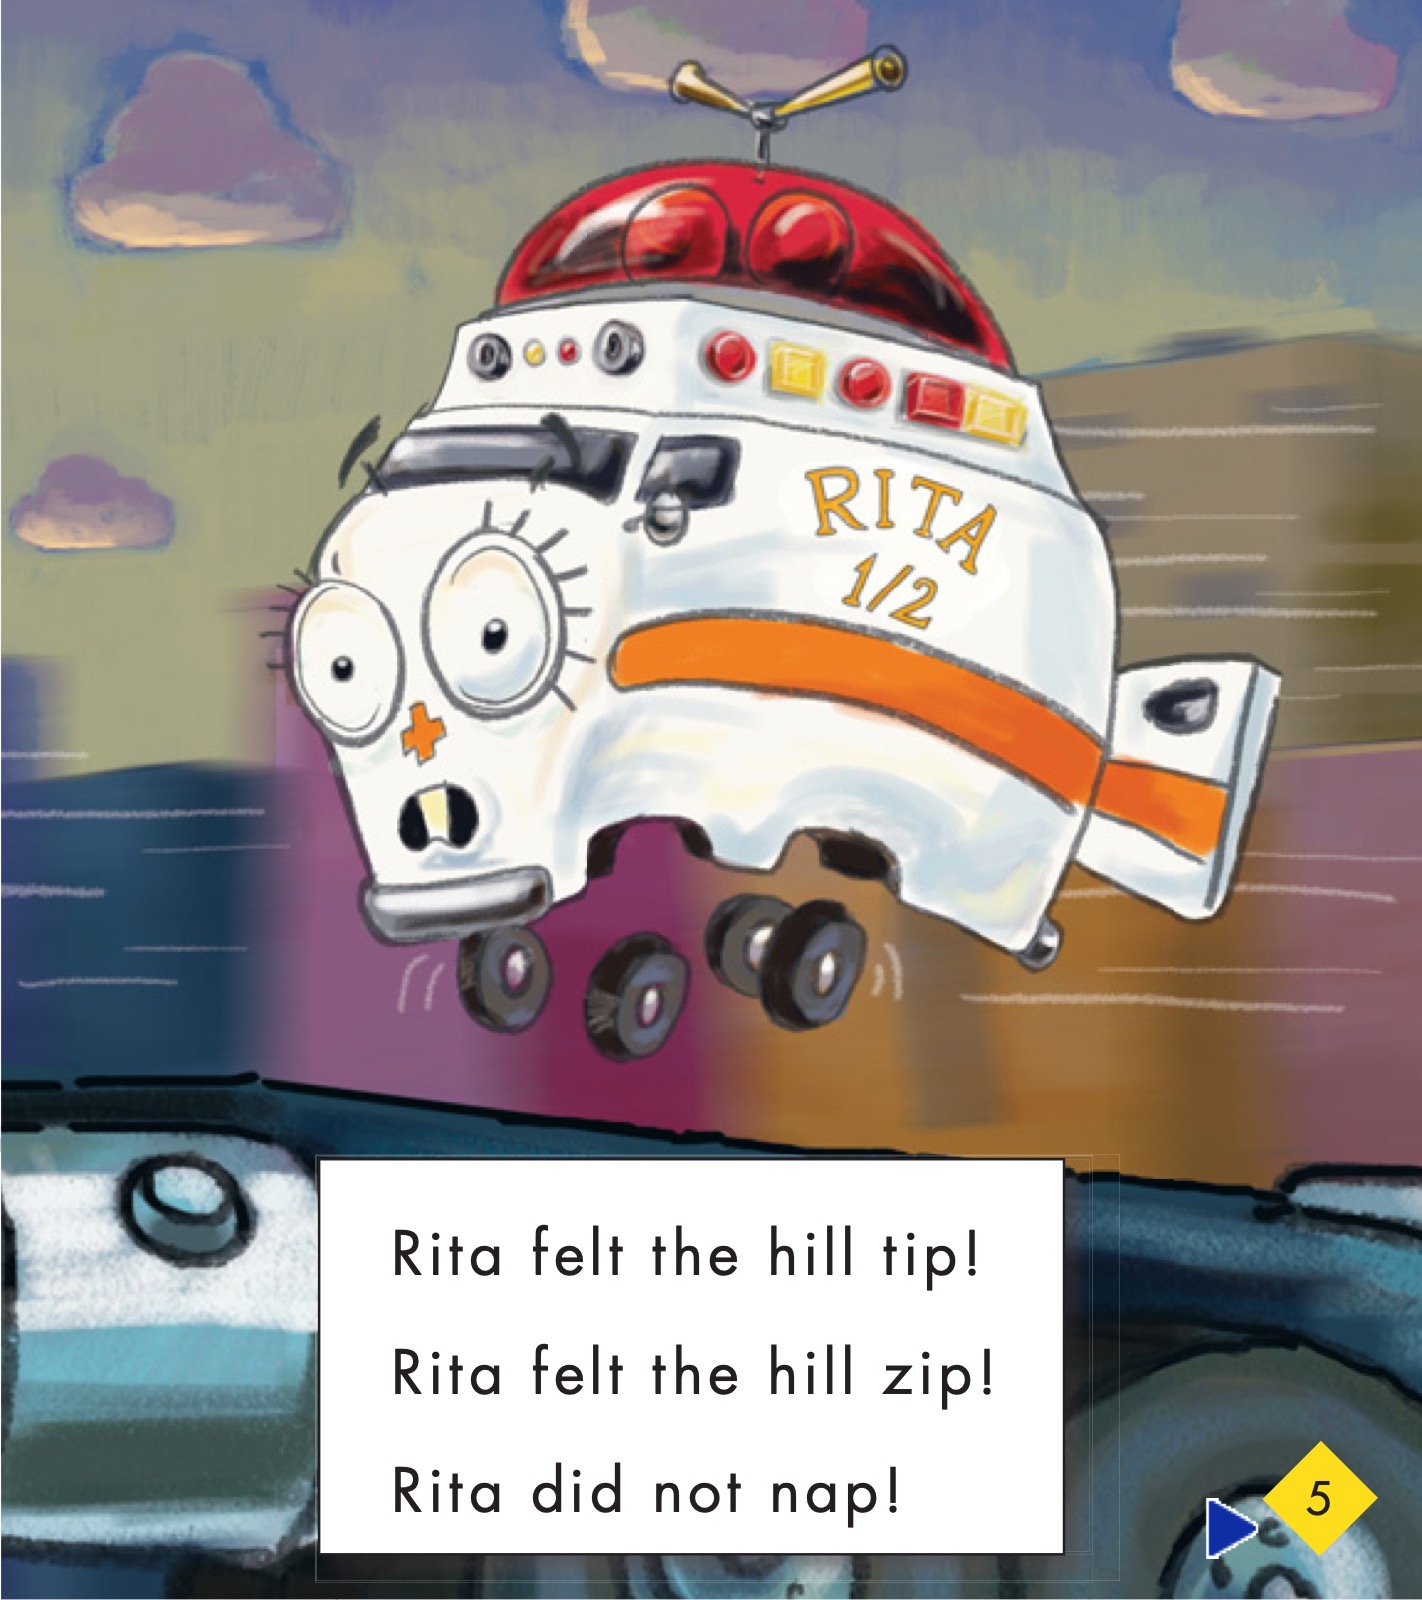 RITA
1/2
Rita felt the hill tip!
Rita felt the hill zip!
Rita did not nap!
5